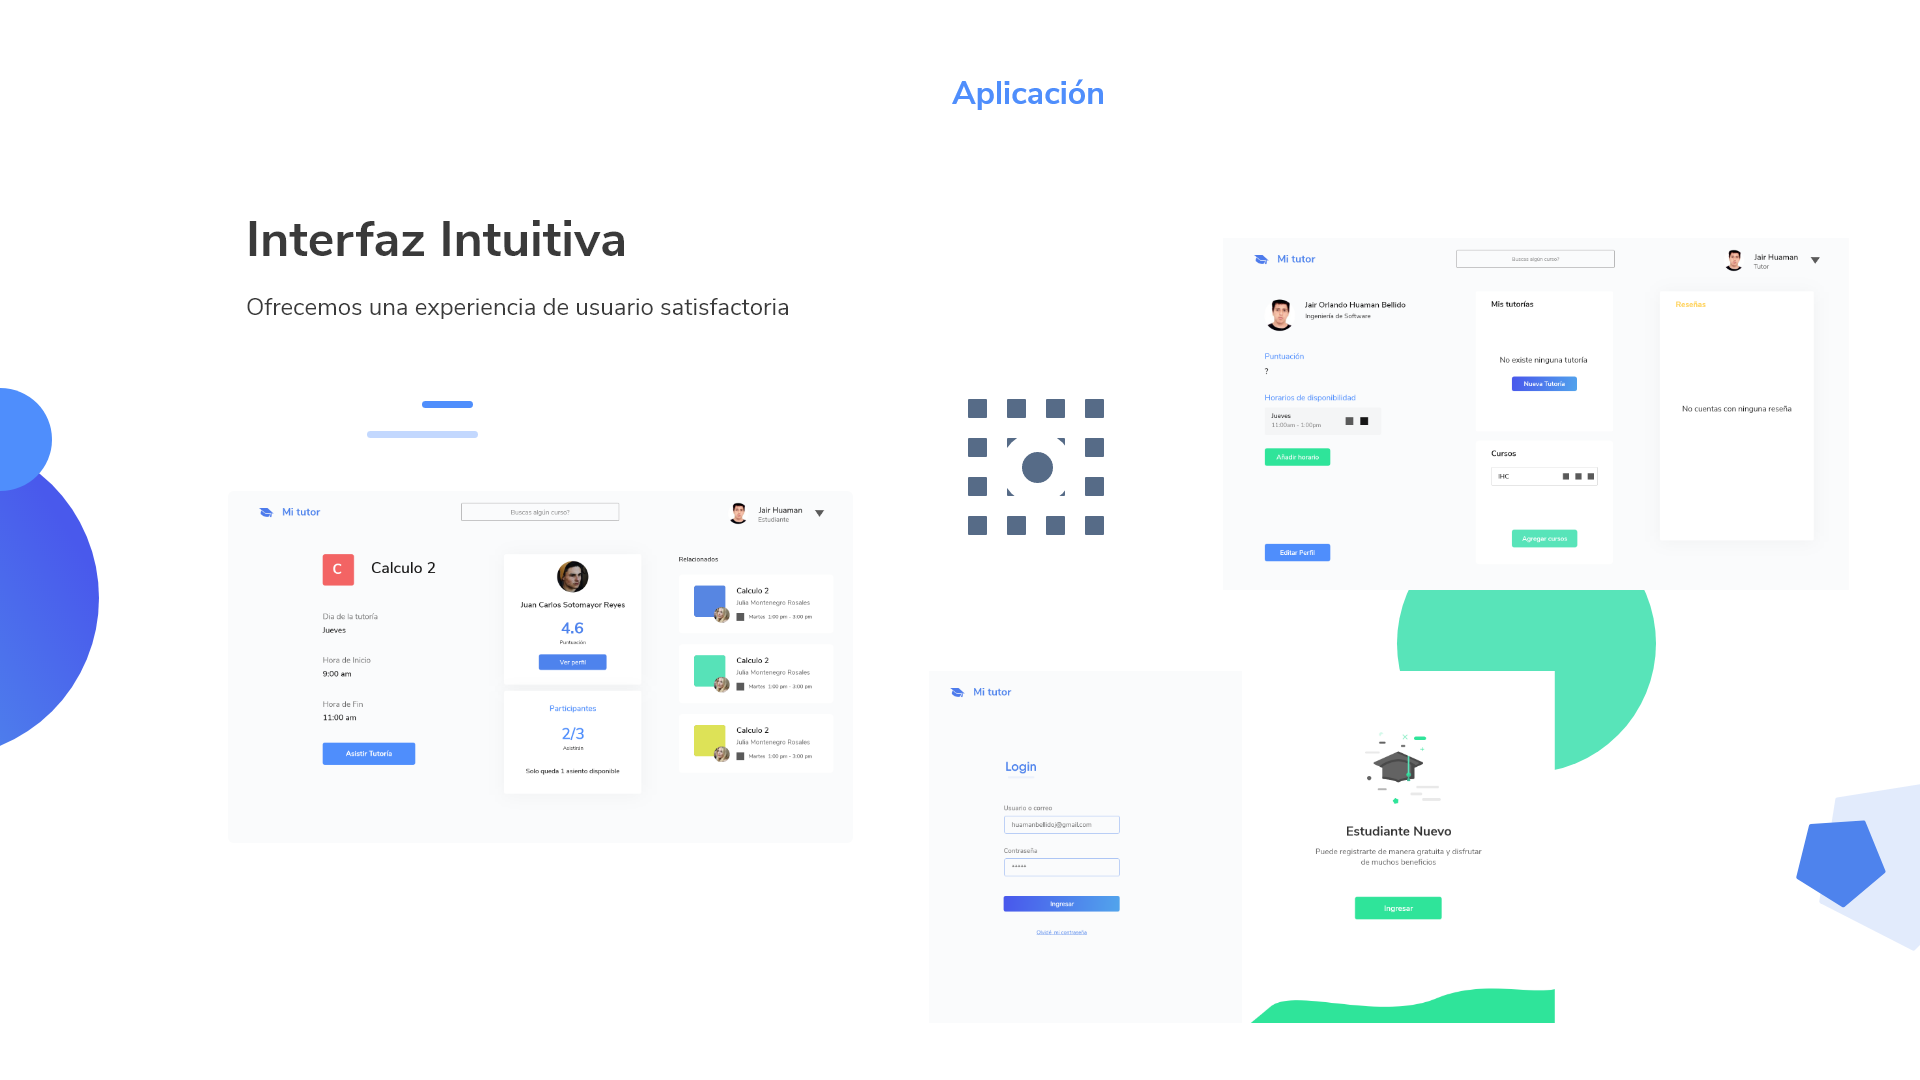 Aplicación
Interfaz Intuitiva
Ofrecemos una experiencia de usuario satisfactoria
Mi tutor
Buscas algún curso?
Jair Huaman
Estudiante
C
Calculo 2
Dia de la tutoría
Jueves
Hora de Inicio
9:00 am
Hora de Fin
11:00 am
Asistir Tutoría
Juan Carlos Sotomayor Reyes
4.6
Puntuación
Ver perfil
Participantes
2/3
Asistirán
Solo queda 1 asiento disponible
Relacionados
Calculo 2
Julia Montenegro Rosales
Martes 1:00 pm - 3:00 pm
Calculo 2
Julia Montenegro Rosales
Martes 1:00 pm - 3:00 pm
Calculo 2
Julia Montenegro Rosales
Martes 1:00 pm - 3:00 pm
Mi tutor
Buscas algún curso?
Jair Huaman
Tutor
Jair Orlando Huaman Bellido
Ingeniería de Software
Puntuación
?
Horarios de disponibilidad
Jueves
11:00am - 1:00pm
Añadir horario
Editar Perfil
Mis tutorías
No existe ninguna tutoría
Nueva Tutoría
Cursos
IHC
Agregar cursos
Reseñas
No cuentas con ninguna reseña
Mi tutor
Login
Usuario o correo
huamanbellidoj@gmail.com
Contraseña
*****
Ingresar
Olvidé mi contraseña
Estudiante Nuevo
Puede registrarte de manera gratuita y disfrutar
de muchos beneficios
Ingresar